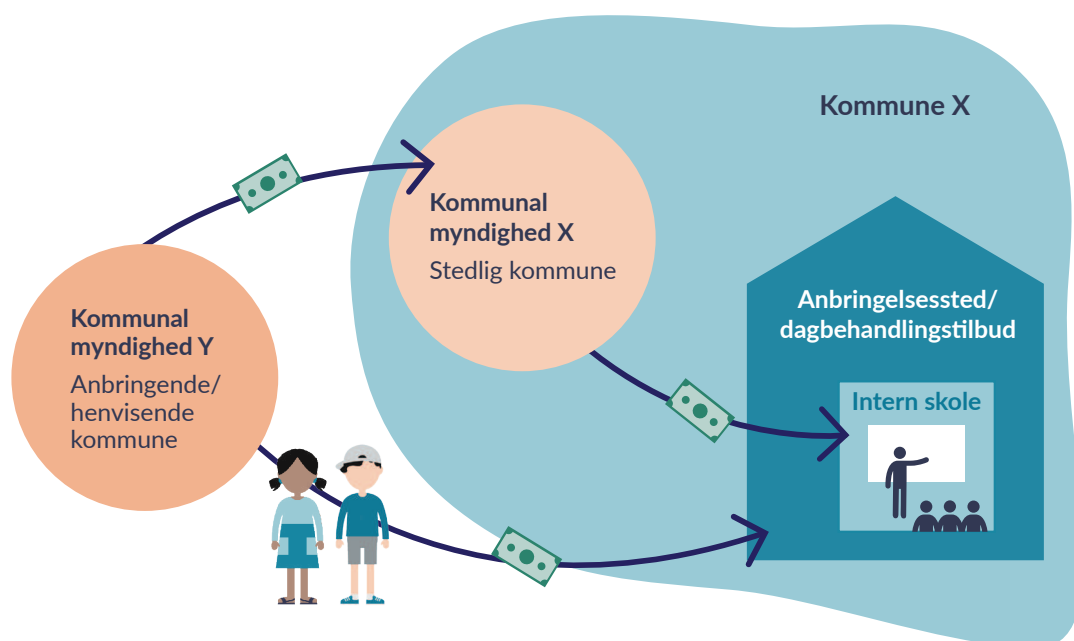 Kommune X
Kommunal
myndighed X
Stedlig kommune
Kommunal
myndighed Y
Anbringende/
henvisende
kommune
Anbringelsessted/
dagbehandlingstilbud
Intern skole